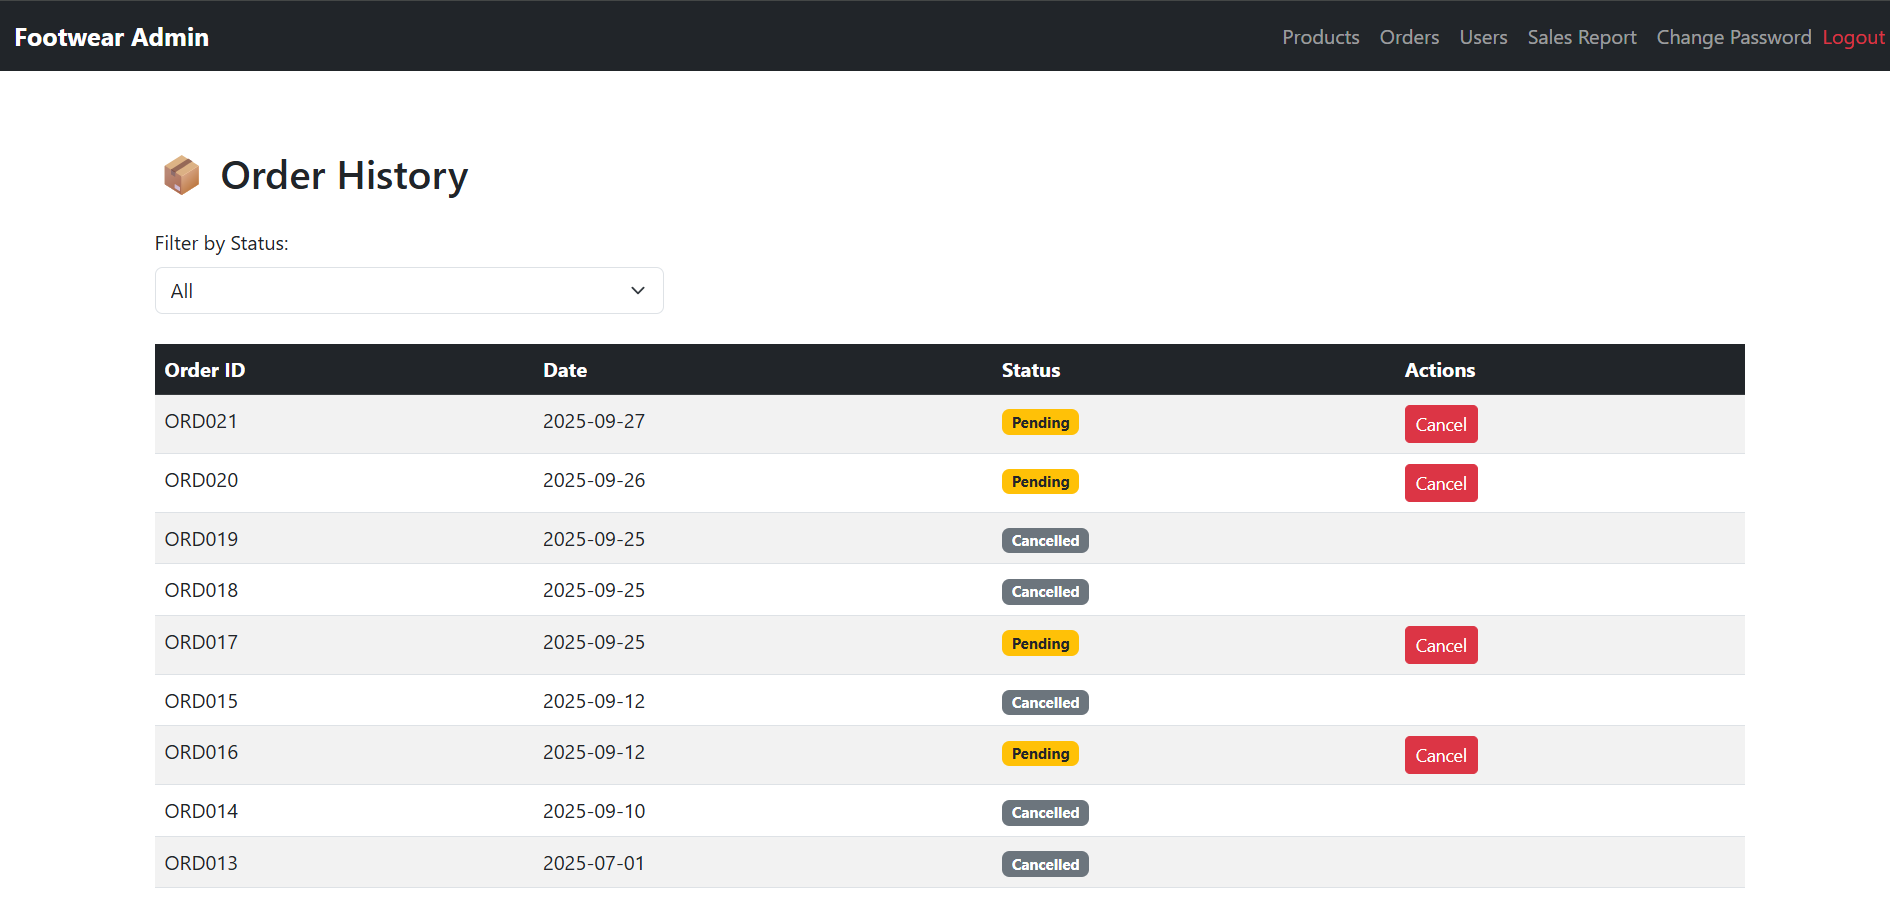 Footwear Admin Products Orders Users Sales Report Change Password Logout
Order History
Filter by Status:
All
Order ID Date Status Actions
ORD021 2025-09-27 Pending Cancel
ORD020 2025-09-26 Pending Cancel
ORD019 2025-09-25 Cancelled
ORD018 2025-09-25 Cancelled
ORD017 2025-09-25 Pending Cancel
ORD015 2025-09-12 Cancelled
ORD016 2025-09-12 Pending Cancel
ORD014 2025-09-10 Cancelled
ORD013 2025-07-01 Cancelled